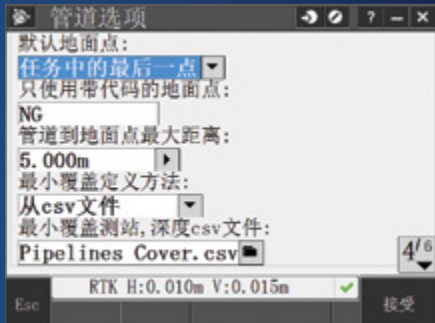 管道选项 ? – ×
默认地面点:
任务中的最后一点
只使用带代码的地面点:
NG
管道到地面点最大距离:
5.000m
最小覆盖定义方法:
从csv文件
最小覆盖测站,深度csv文件:
Pipelines Cover.csv
4/6
RTK H:0.010m V:0.015m
Esc
接受